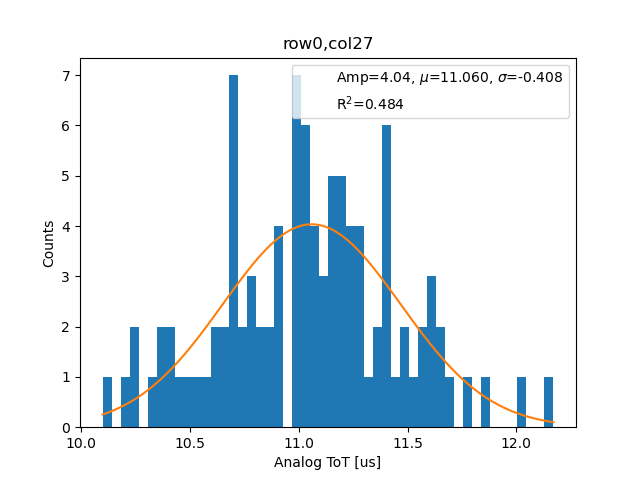 row0,col27
Amp=4.04, μ=11.060, σ=-0.408
R²=0.484
Counts
7
6
5
4
3
2
1
0
10.0 10.5 11.0 11.5 12.0
Analog ToT [us]